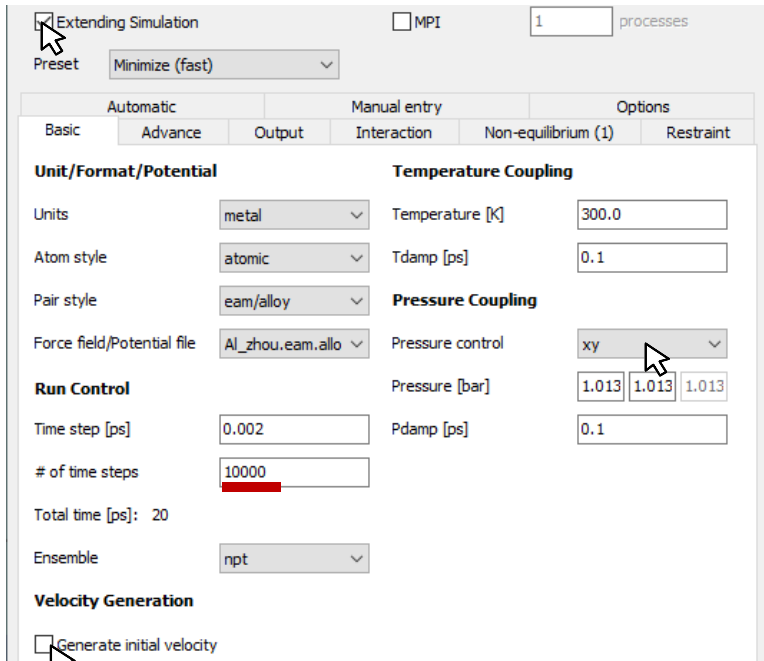 Extending Simulation MPI 1 processes
Preset Minimize (fast)
Automatic Manual entry Options
Basic Advance Output Interaction Non-equilibrium (1) Restraint
Unit/Format/Potential Temperature Coupling
Units metal Temperature [K] 300.0
Atom style atomic Tdamp [ps] 0.1
Pair style eam/alloy Pressure Coupling
Force field/Potential file Al_zhou.eam.allo Pressure control xy
Run Control Pressure [bar] 1.013 1.013 1.013
Time step [ps] 0.002 Pdamp [ps] 0.1
# of time steps 10000
Total time [ps]: 20
Ensemble npt
Velocity Generation
Generate initial velocity